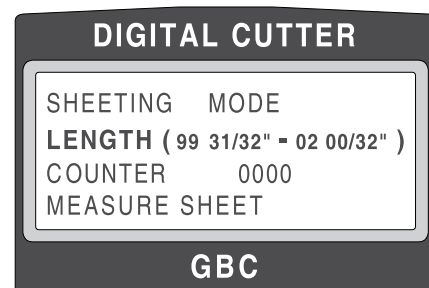 DIGITAL CUTTER
SHEETING MODE
LENGTH ( 99 31/32" - 02 00/32" )
COUNTER 0000
MEASURE SHEET
GBC